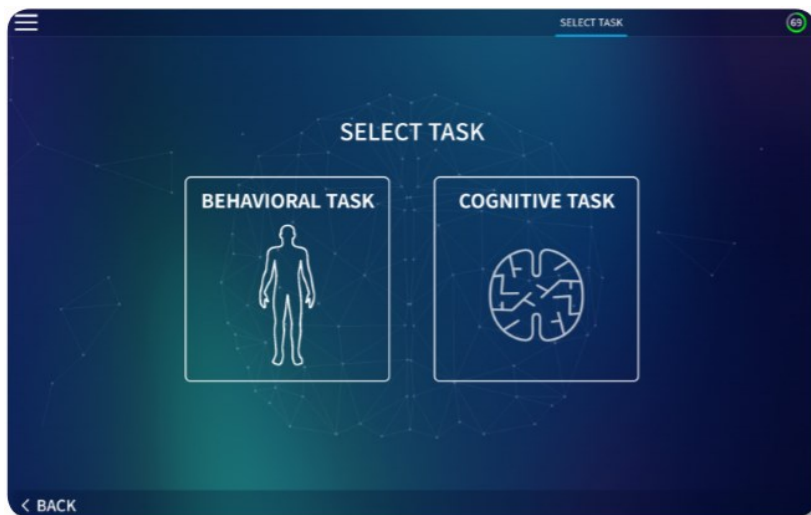 SELECT TASK
69
SELECT TASK
BEHAVIORAL TASK
COGNITIVE TASK
< BACK